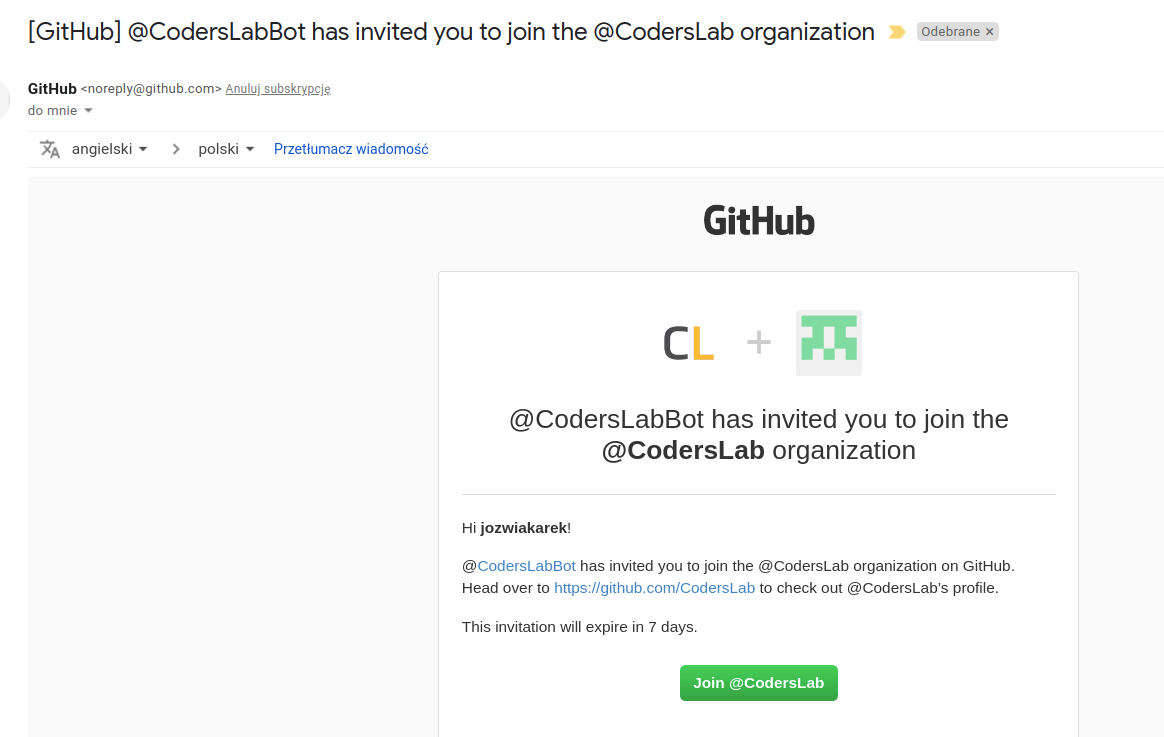 [GitHub] @CodersLabBot has invited you to join the @CodersLab organization Odebrane ×
GitHub <noreply@github.com> Anuluj subskrypcję
do mnie
angielski > polski Przetłumacz wiadomość
GitHub
CL +
@CodersLabBot has invited you to join the
@CodersLab organization
Hi jozwiakarek!
@CodersLabBot has invited you to join the @CodersLab organization on GitHub.
Head over to https://github.com/CodersLab to check out @CodersLab’s profile.
This invitation will expire in 7 days.
Join @CodersLab